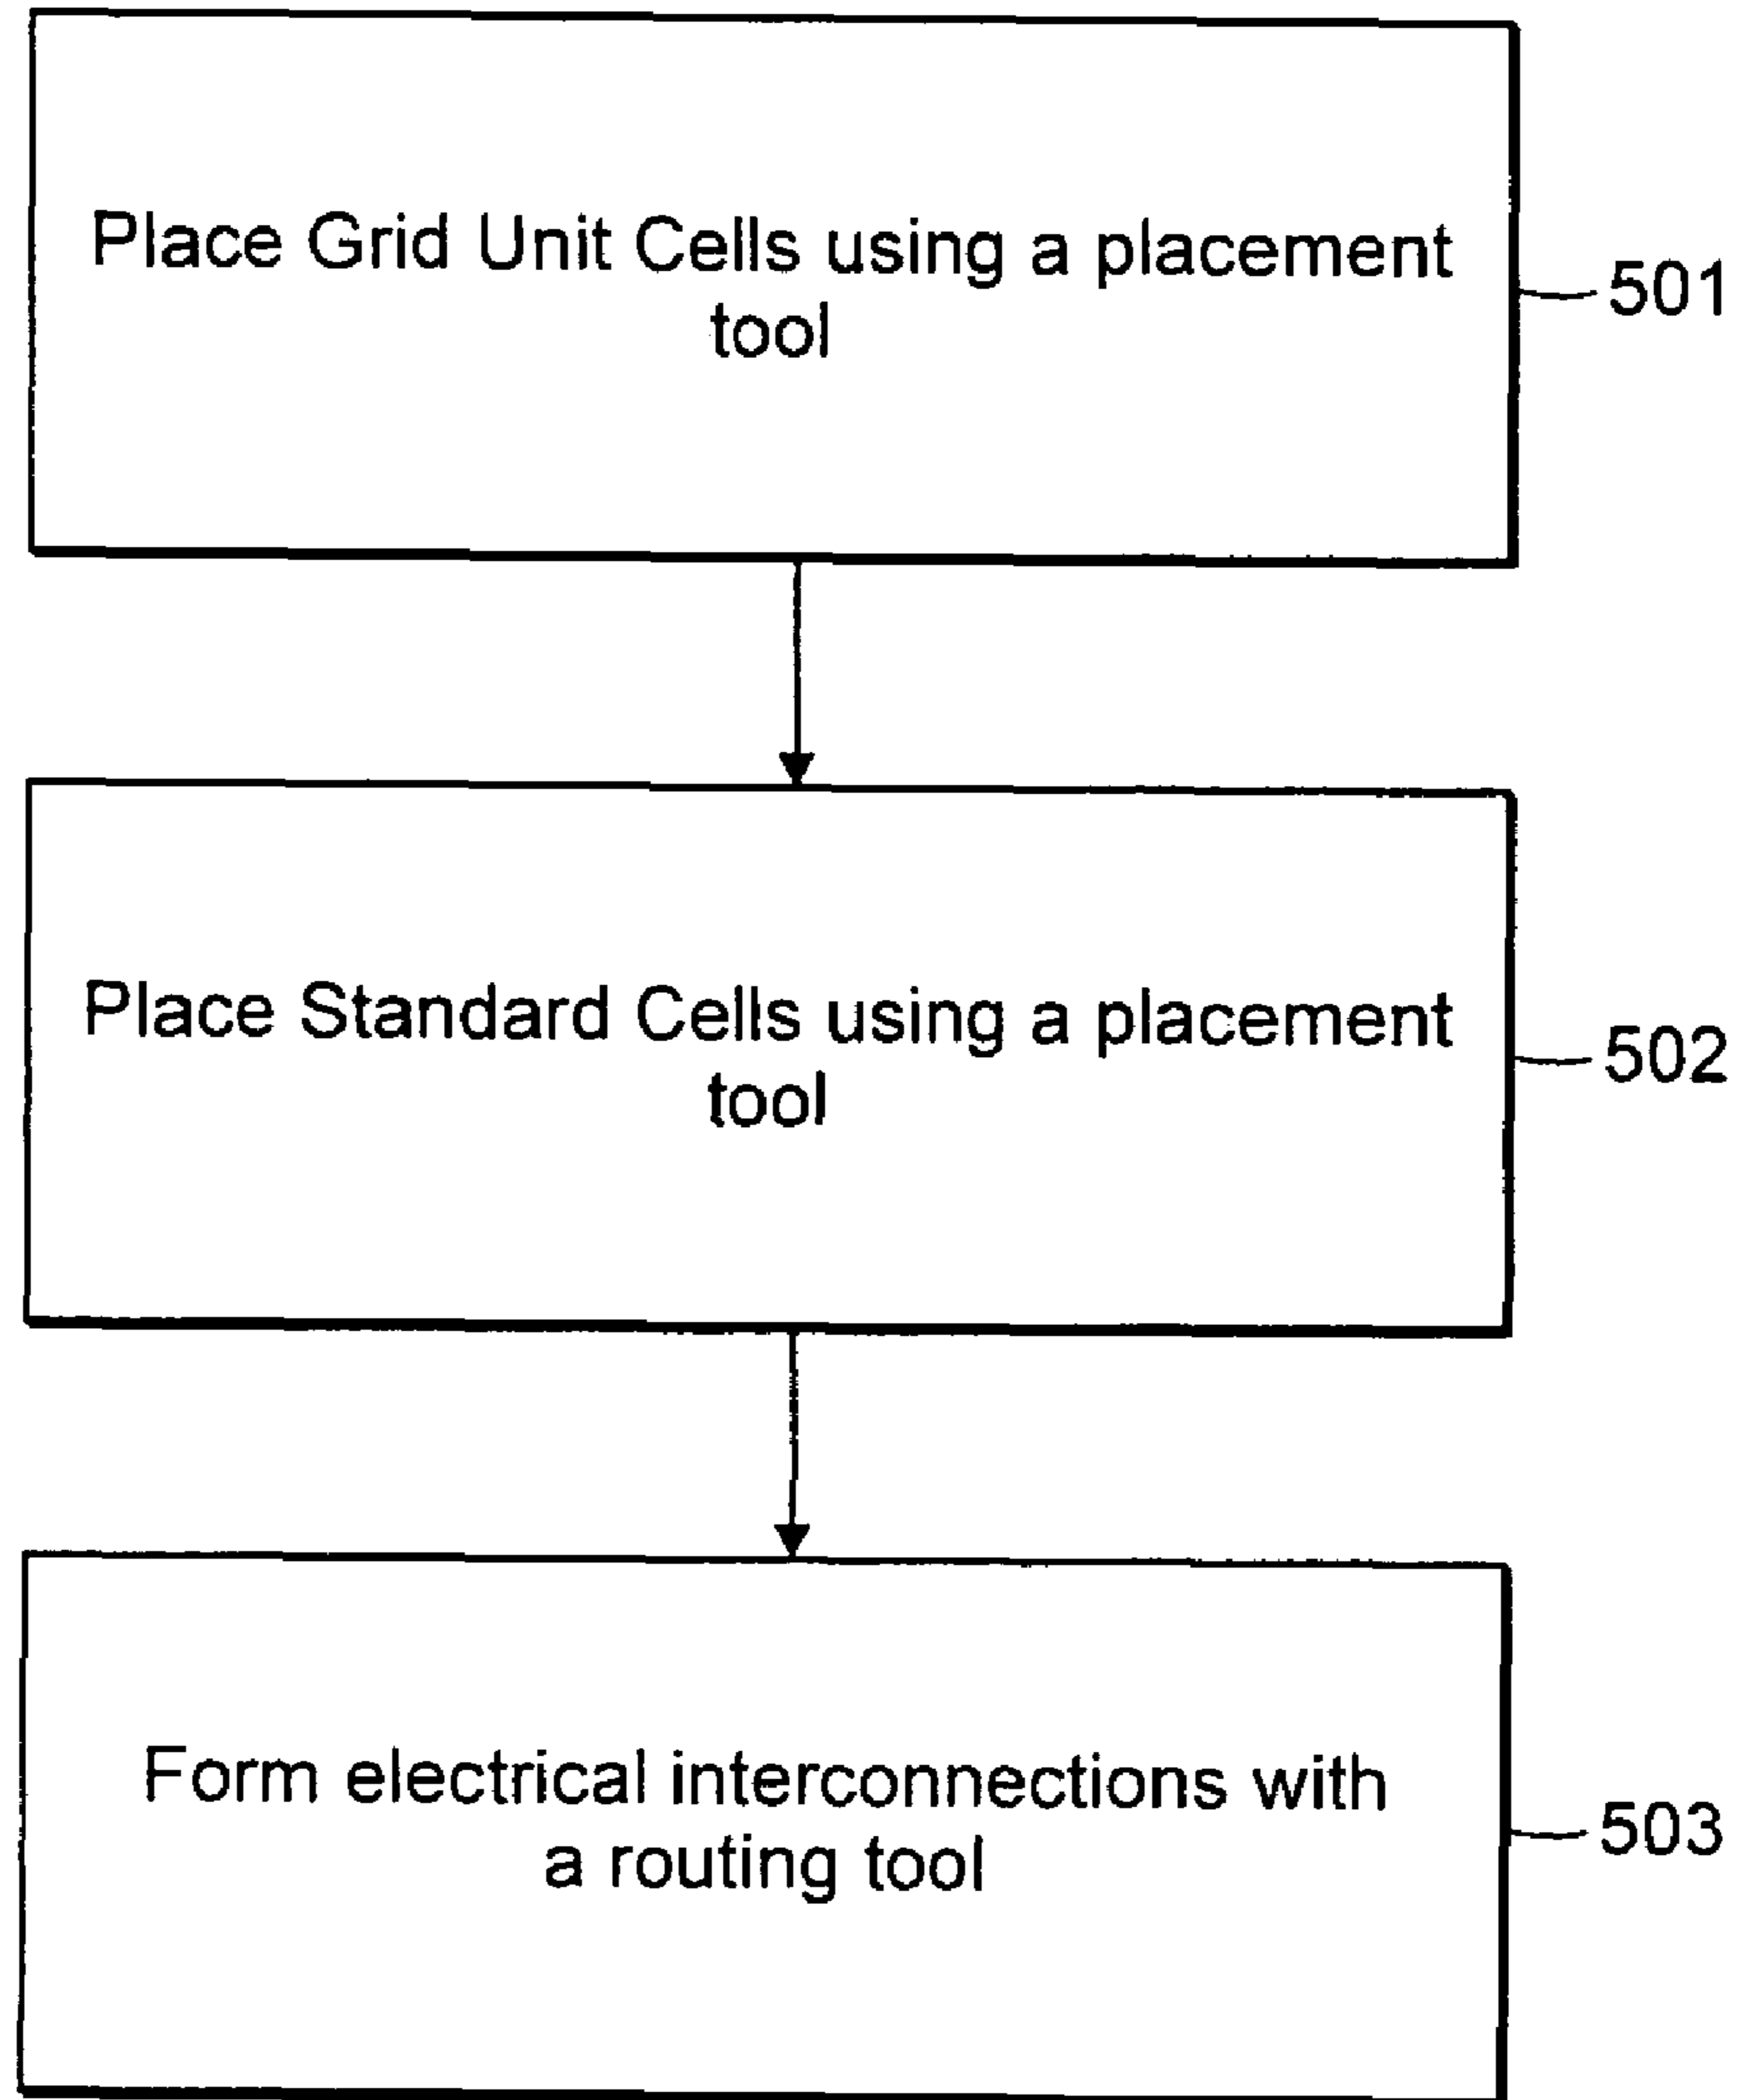 Place Grid Unit Cells using a placement
tool
501
Place Standard Cells using a placement
tool
502
Form electrical interconnections with
a routing tool
503